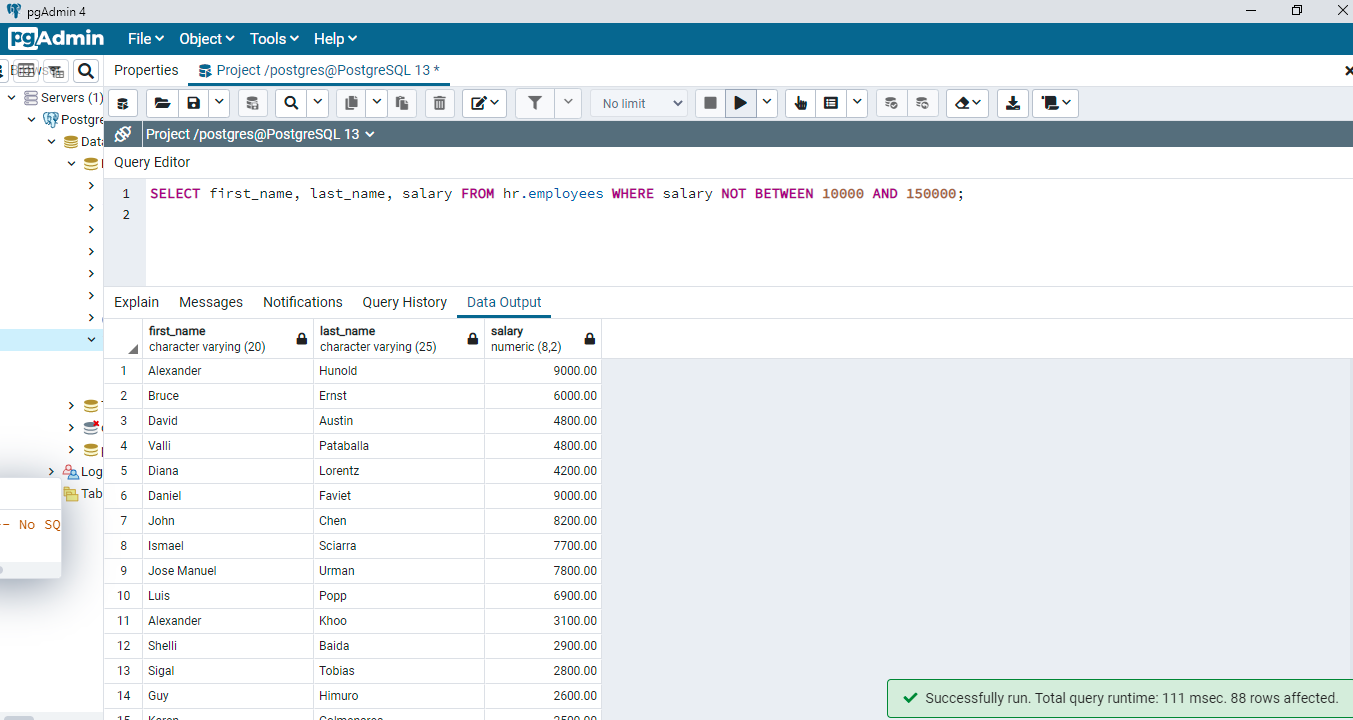 pgAdmin 4
pgAdmin File Object Tools Help
Properties Project /postgres@PostgreSQL 13 *
Servers (1)
No limit
Postgre
Project /postgres@PostgreSQL 13
Data
Query Editor
1 SELECT first_name, last_name, salary FROM hr.employees WHERE salary NOT BETWEEN 10000 AND 150000;
2
Explain Messages Notifications Query History Data Output
first_name last_name salary
character varying (20) character varying (25) numeric (8,2)
1 Alexander Hunold 9000.00
2 Bruce Ernst 6000.00
3 David Austin 4800.00
4 Valli Pataballa 4800.00
5 Diana Lorentz 4200.00
6 Daniel Faviet 9000.00
7 John Chen 8200.00
8 Ismael Sciarra 7700.00
9 Jose Manuel Urman 7800.00
10 Luis Popp 6900.00
11 Alexander Khoo 3100.00
12 Shelli Baida 2900.00
13 Sigal Tobias 2800.00
14 Guy Himuro 2600.00
15 Karen Colmenares 2500.00
Log
Tab
-- No SQ
Successfully run. Total query runtime: 111 msec. 88 rows affected.